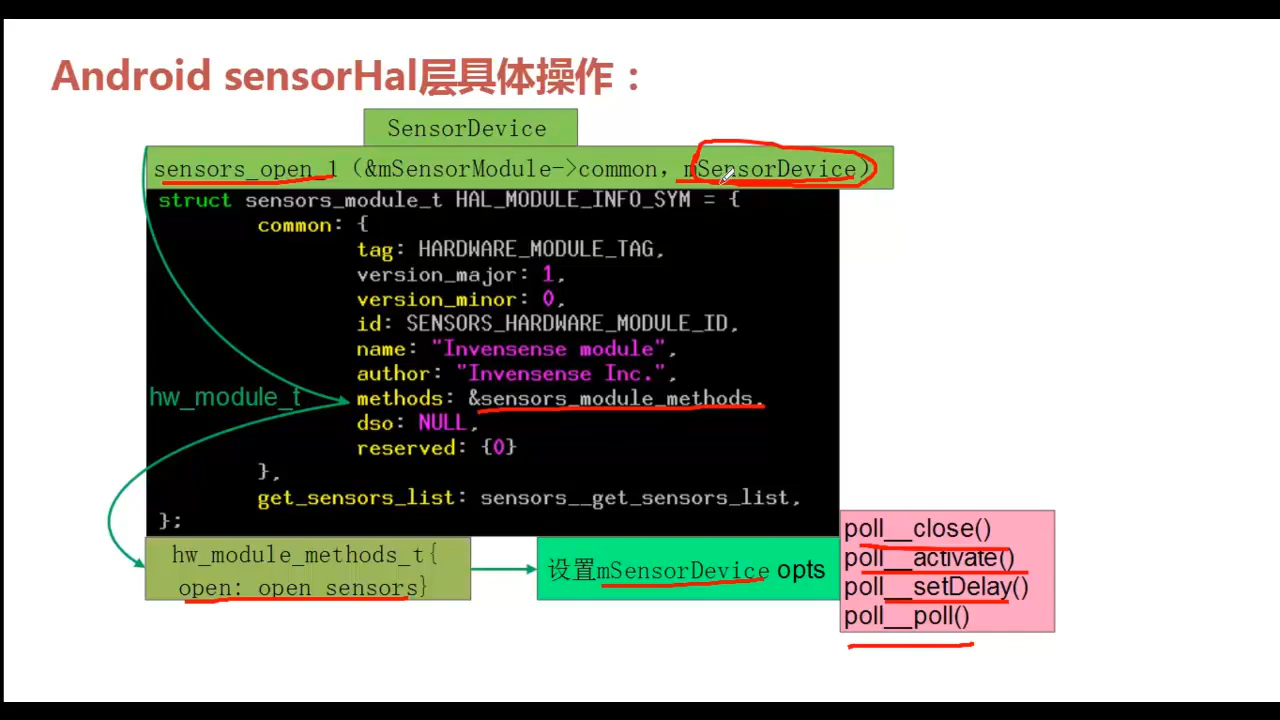 Android sensorHal层具体操作：
SensorDevice
sensors_open_1（&mSensorModule->common，mSensorDevice）
struct sensors_module_t HAL_MODULE_INFO_SYM = {
common: {
tag: HARDWARE_MODULE_TAG,
version_major: 1,
version_minor: 0,
id: SENSORS_HARDWARE_MODULE_ID,
name: "Invensense module",
author: "Invensense Inc.",
hw_module_t
methods: &sensors_module_methods,
dso: NULL,
reserved: {0}
},
get_sensors_list: sensors__get_sensors_list,
};
hw_module_methods_t{
open: open_sensors}
设置mSensorDevice opts
poll__close()
poll__activate()
poll__setDelay()
poll__poll()